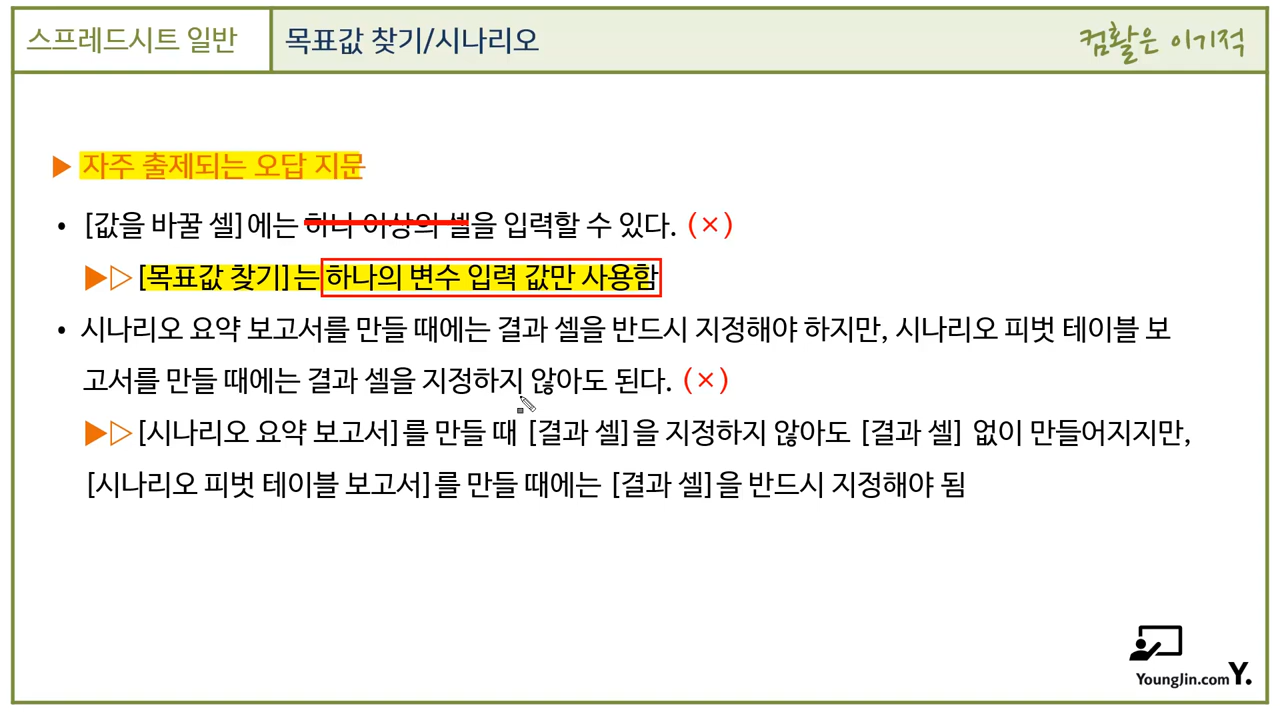 스프레드시트 일반
목표값 찾기/시나리오
컴활은 이기적
▶ 자주 출제되는 오답 지문
• [값을 바꿀 셀]에는 하나 이상의 셀을 입력할 수 있다. (×)
▶▷ [목표값 찾기]는 하나의 변수 입력 값만 사용함
• 시나리오 요약 보고서를 만들 때에는 결과 셀을 반드시 지정해야 하지만, 시나리오 피벗 테이블 보
고서를 만들 때에는 결과 셀을 지정하지 않아도 된다. (×)
▶▷ [시나리오 요약 보고서]를 만들 때 [결과 셀]을 지정하지 않아도 [결과 셀] 없이 만들어지지만,
[시나리오 피벗 테이블 보고서]를 만들 때에는 [결과 셀]을 반드시 지정해야 됨
YoungJin.com Y.